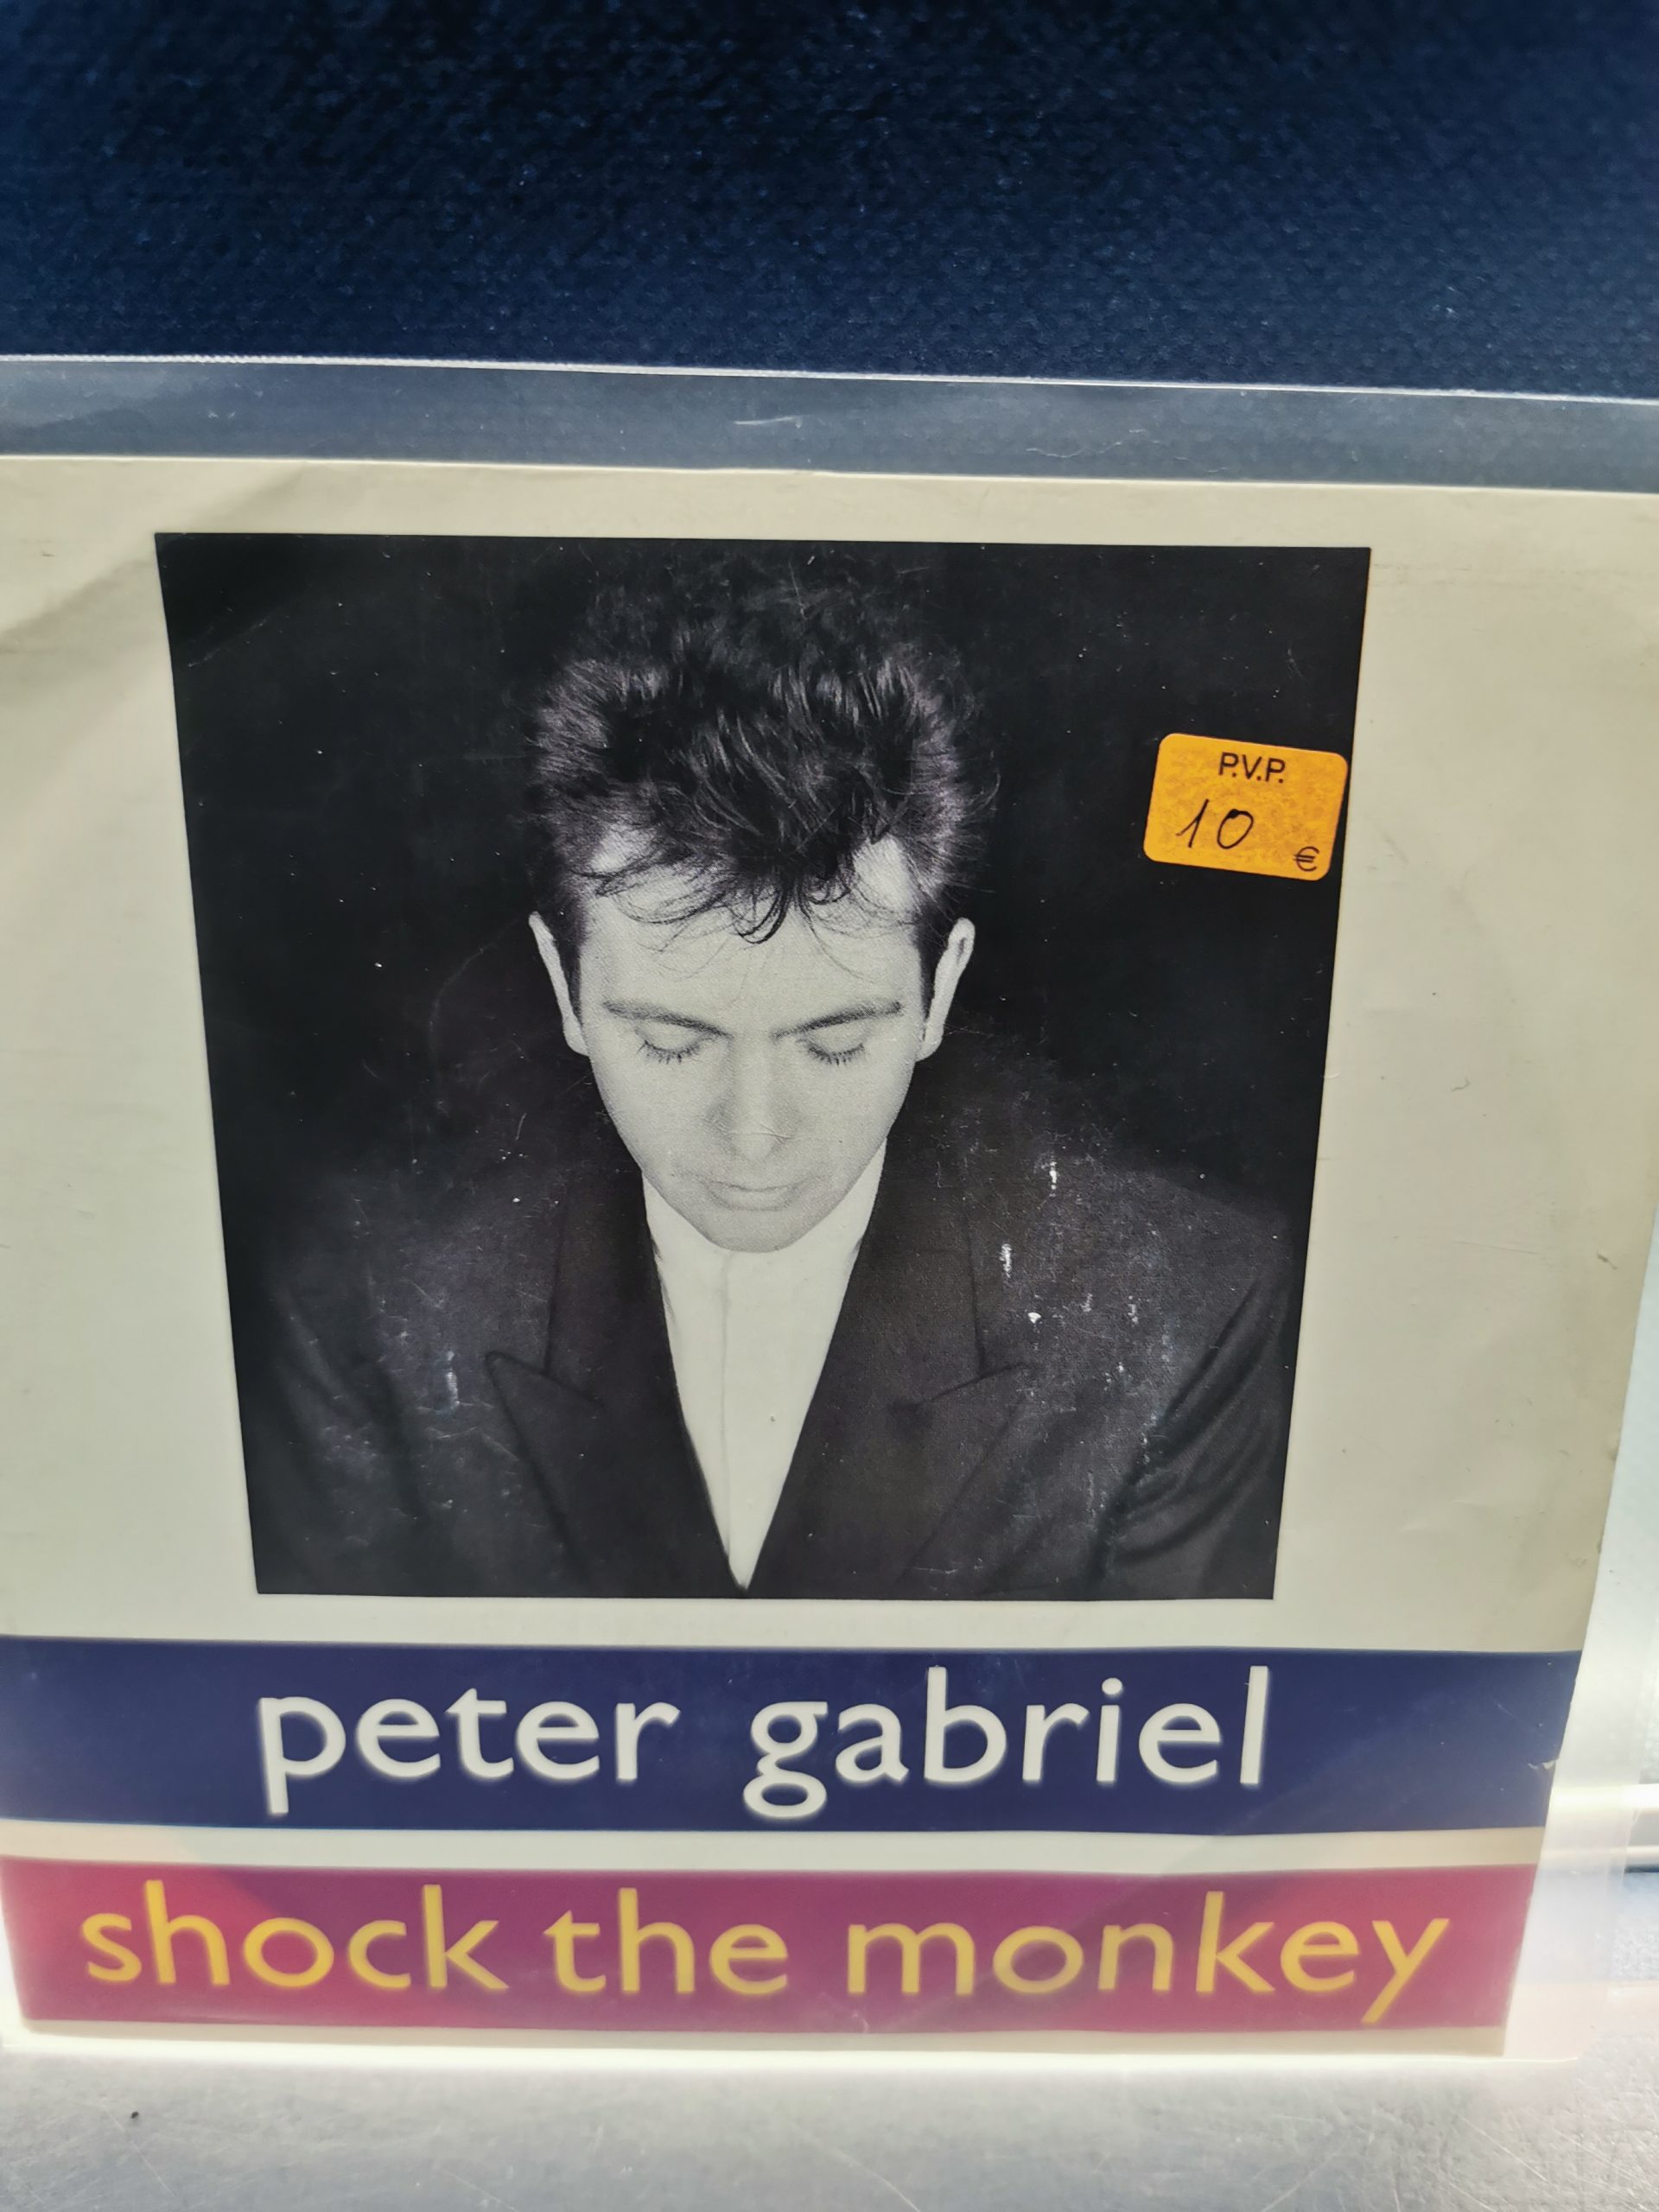 P.V.P.
10
€
peter gabriel
shock the monkey